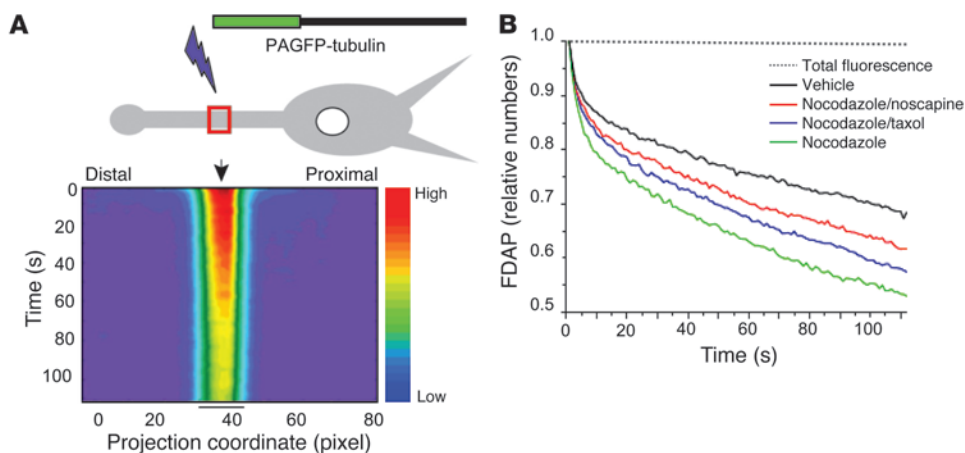 A
PAGFP-tubulin
Distal
Proximal
0
20
40
60
80
100
Time (s)
High
Low
0
20
40
60
80
Projection coordinate (pixel)
B
1.0
0.9
0.8
0.7
0.6
0.5
FDAP (relative numbers)
Total fluorescence
Vehicle
Nocodazole/noscapine
Nocodazole/taxol
Nocodazole
0
20
40
60
80
100
Time (s)